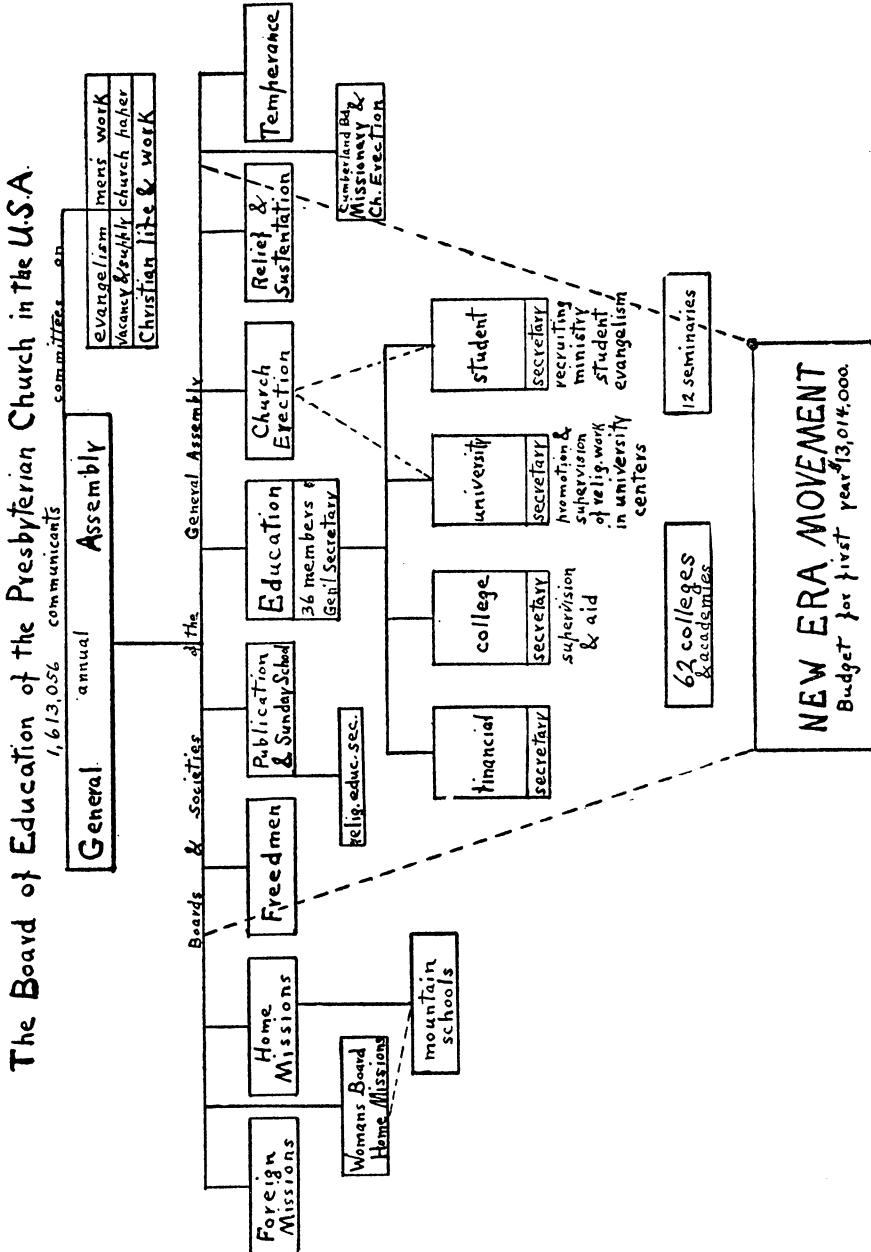 The Board of Education of the Presbyterian Church in the U.S.A.
1,613,056 communicants
General annual Assembly
committees on
evangelism men's work
vacancy & supply church paper
Christian life & work
Boards & Societies of the General Assembly
Foreign
Missions
Womans Board
Home Missions
Home
Missions
mountain
schools
Freedmen
Publication
& Sunday School
relig. educ. sec.
Education
36 members &
Gen'l Secretary
Church
Erection
Relief &
Sustentation
Cumberland Bd.
Missionary &
Ch. Erection
Temperance
financial
secretary
college
secretary
supervision
& aid
university
secretary
promotion &
supervision
of relig. work
in university
centers
student
secretary
recruiting
ministry
student
evangelism
62 colleges
& academies
12 seminaries
NEW ERA MOVEMENT
Budget for first year $13,014,000.